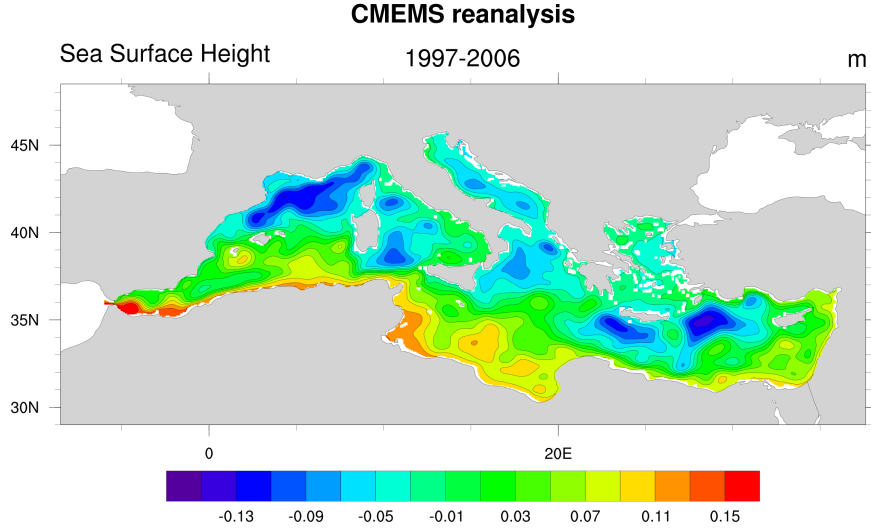 CMEMS reanalysis
Sea Surface Height 1997-2006 m
45N
40N
35N
30N
0 20E
-0.13 -0.09 -0.05 -0.01 0.03 0.07 0.11 0.15